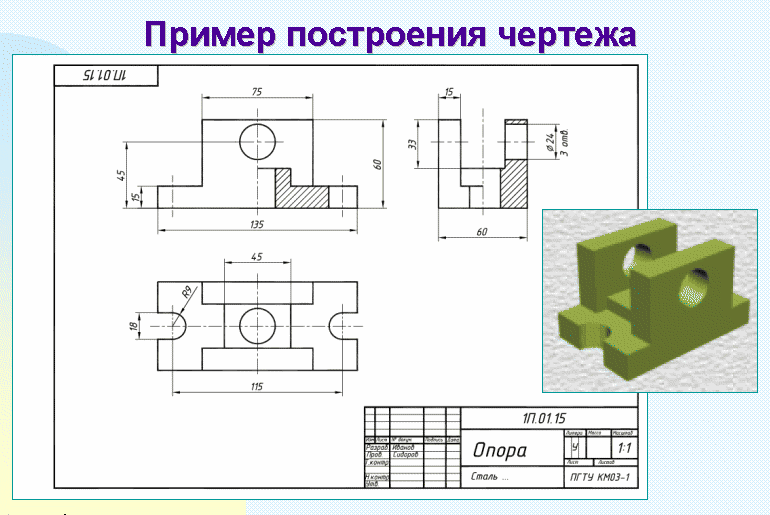 Пример построения чертежа
1П.01.15
75
15
45
15
60
33
⌀24
3 отв.
135
60
45
R9
18
115
1П.01.15
Изм Лист № докум. Подпись Дата
Разраб Иванов
Пров Сидоров
Т.контр
Н.контр
Утв
Опора
Литера Масса Масштаб
У 1:1
Лист Листов
Сталь ...
ПГТУ КМ03-1